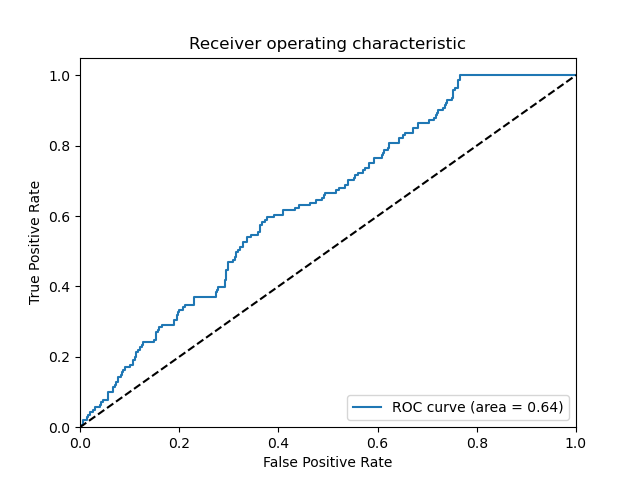 Receiver operating characteristic
True Positive Rate
1.0
0.8
0.6
0.4
0.2
0.0
0.0 0.2 0.4 0.6 0.8 1.0
False Positive Rate
ROC curve (area = 0.64)